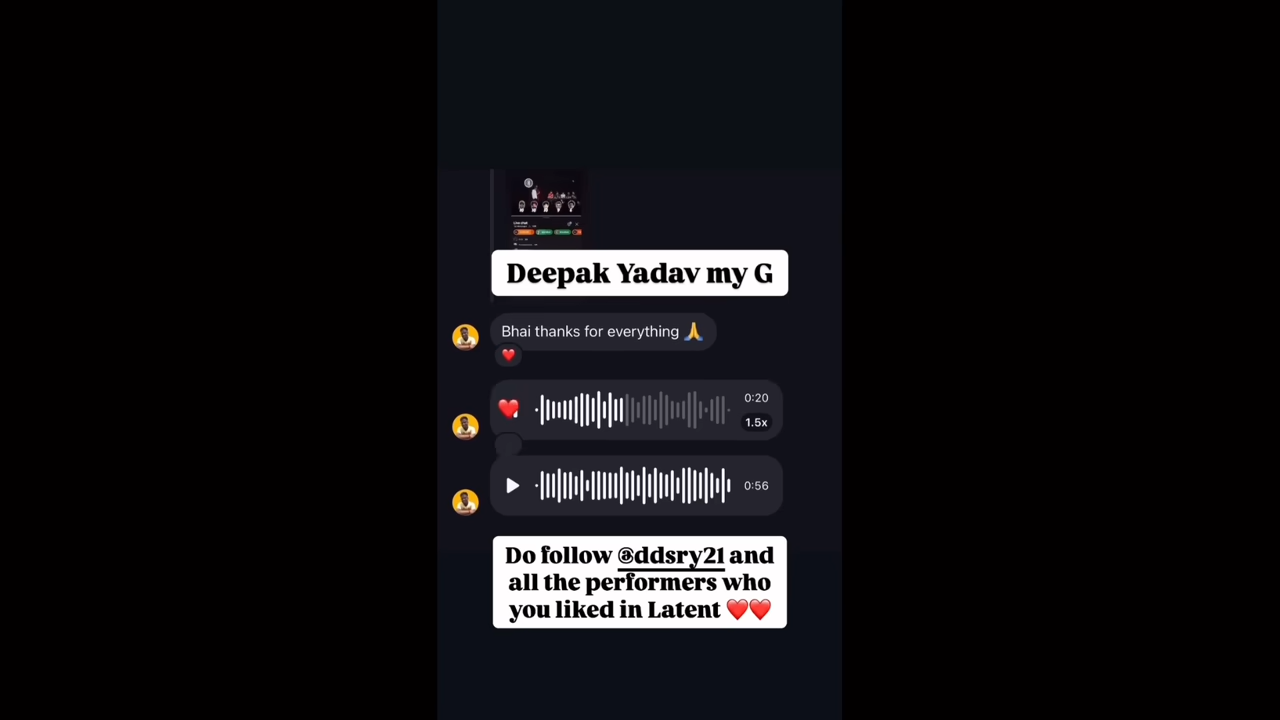 Deepak Yadav my G
Bhai thanks for everything 🙏
❤️
0:20
1.5x
0:56
Do follow @ddsry21 and
all the performers who
you liked in Latent ❤️❤️